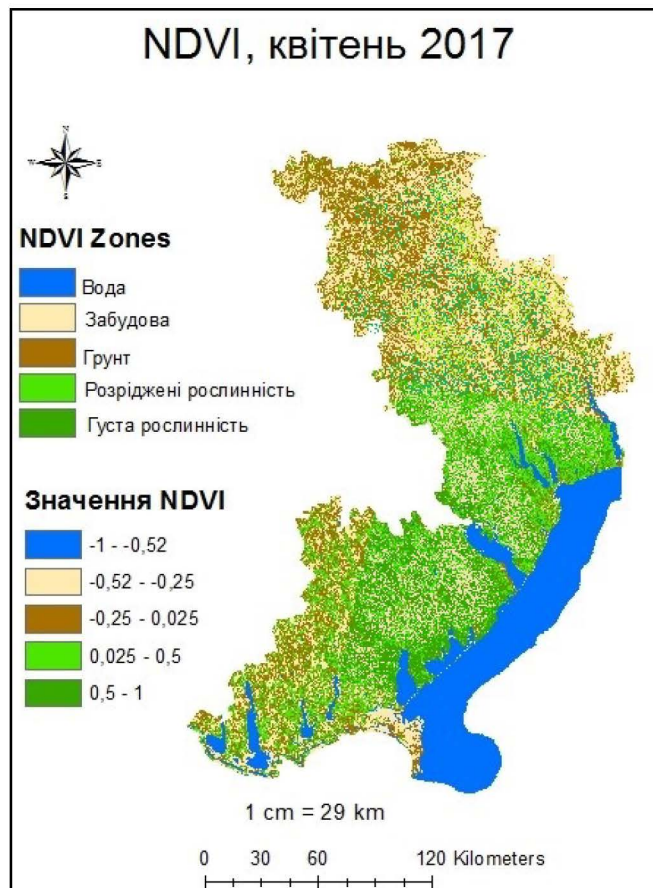 NDVI, квітень 2017
N
W
E
S
NDVI Zones
Вода
Забудова
Грунт
Розріджені рослинність
Густа рослинність
Значення NDVI
-1 - -0,52
-0,52 - -0,25
-0,25 - 0,025
0,025 - 0,5
0,5 - 1
1 cm = 29 km
0 30 60 120 Kilometers